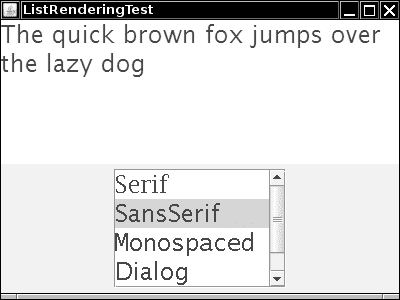 ListRenderingTest
The quick brown fox jumps over
the lazy dog
Serif
SansSerif
Monospaced
Dialog